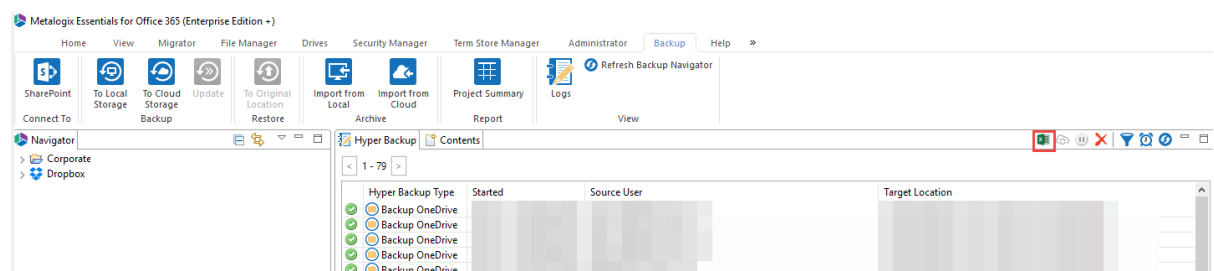 Metalogix Essentials for Office 365 (Enterprise Edition +)
Home View Migrator File Manager Drives Security Manager Term Store Manager Administrator Backup Help »
SharePoint
To Local Storage
To Cloud Storage
Update
To Original Location
Import from Local
Import from Cloud
Project Summary
Logs
Refresh Backup Navigator
Connect To Backup Restore Archive Report View
Navigator
Corporate
Dropbox
Hyper Backup Contents
< 1 - 79 >
Hyper Backup Type Started Source User Target Location
Backup OneDrive
Backup OneDrive
Backup OneDrive
Backup OneDrive
Backup OneDrive